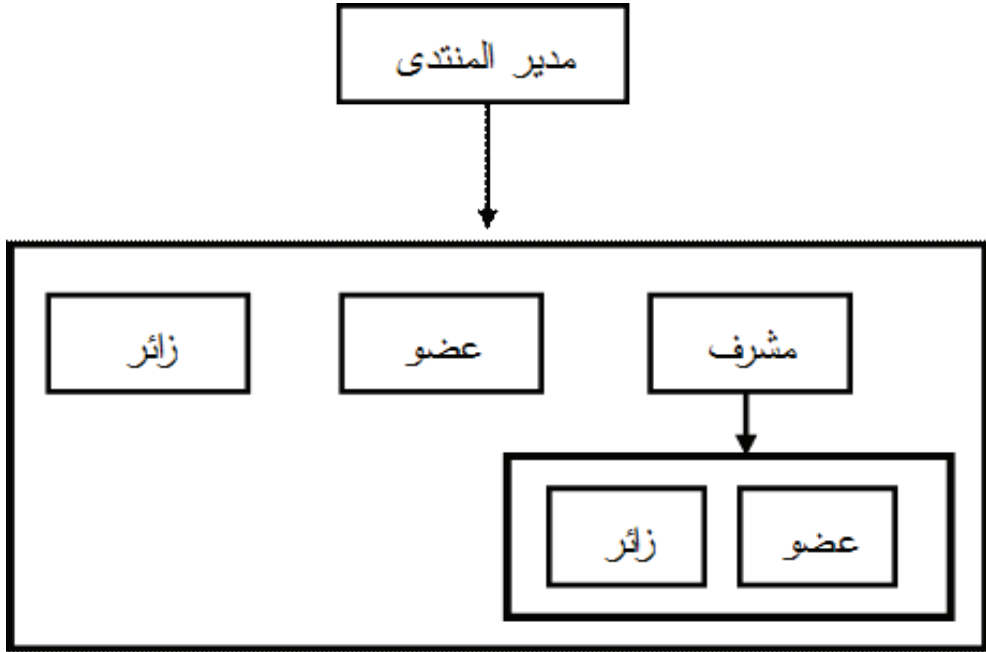 مدير المنتدى
مشرف
عضو
زائر
عضو
زائر